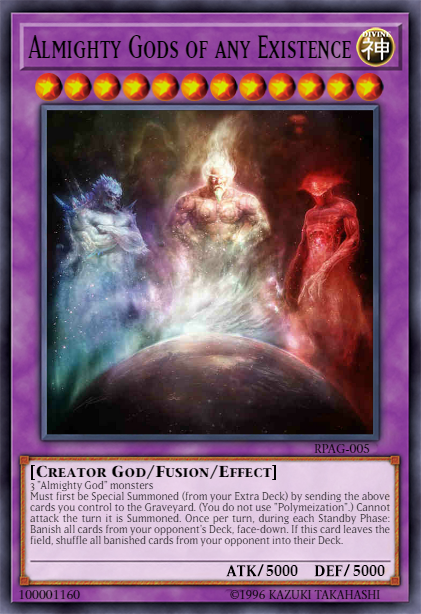 Almighty Gods of any Existence
DIVINE
神
RPAG-005
[Creator God/Fusion/Effect]
3 "Almighty God" monsters
Must first be Special Summoned (from your Extra Deck) by sending the above
cards you control to the Graveyard. (You do not use "Polymeization".) Cannot
attack the turn it is Summoned. Once per turn, during each Standby Phase:
Banish all cards from your opponent's Deck, face-down. If this card leaves the
field, shuffle all banished cards from your opponent into their Deck.
ATK/5000 DEF/5000
100001160
©1996 KAZUKI TAKAHASHI